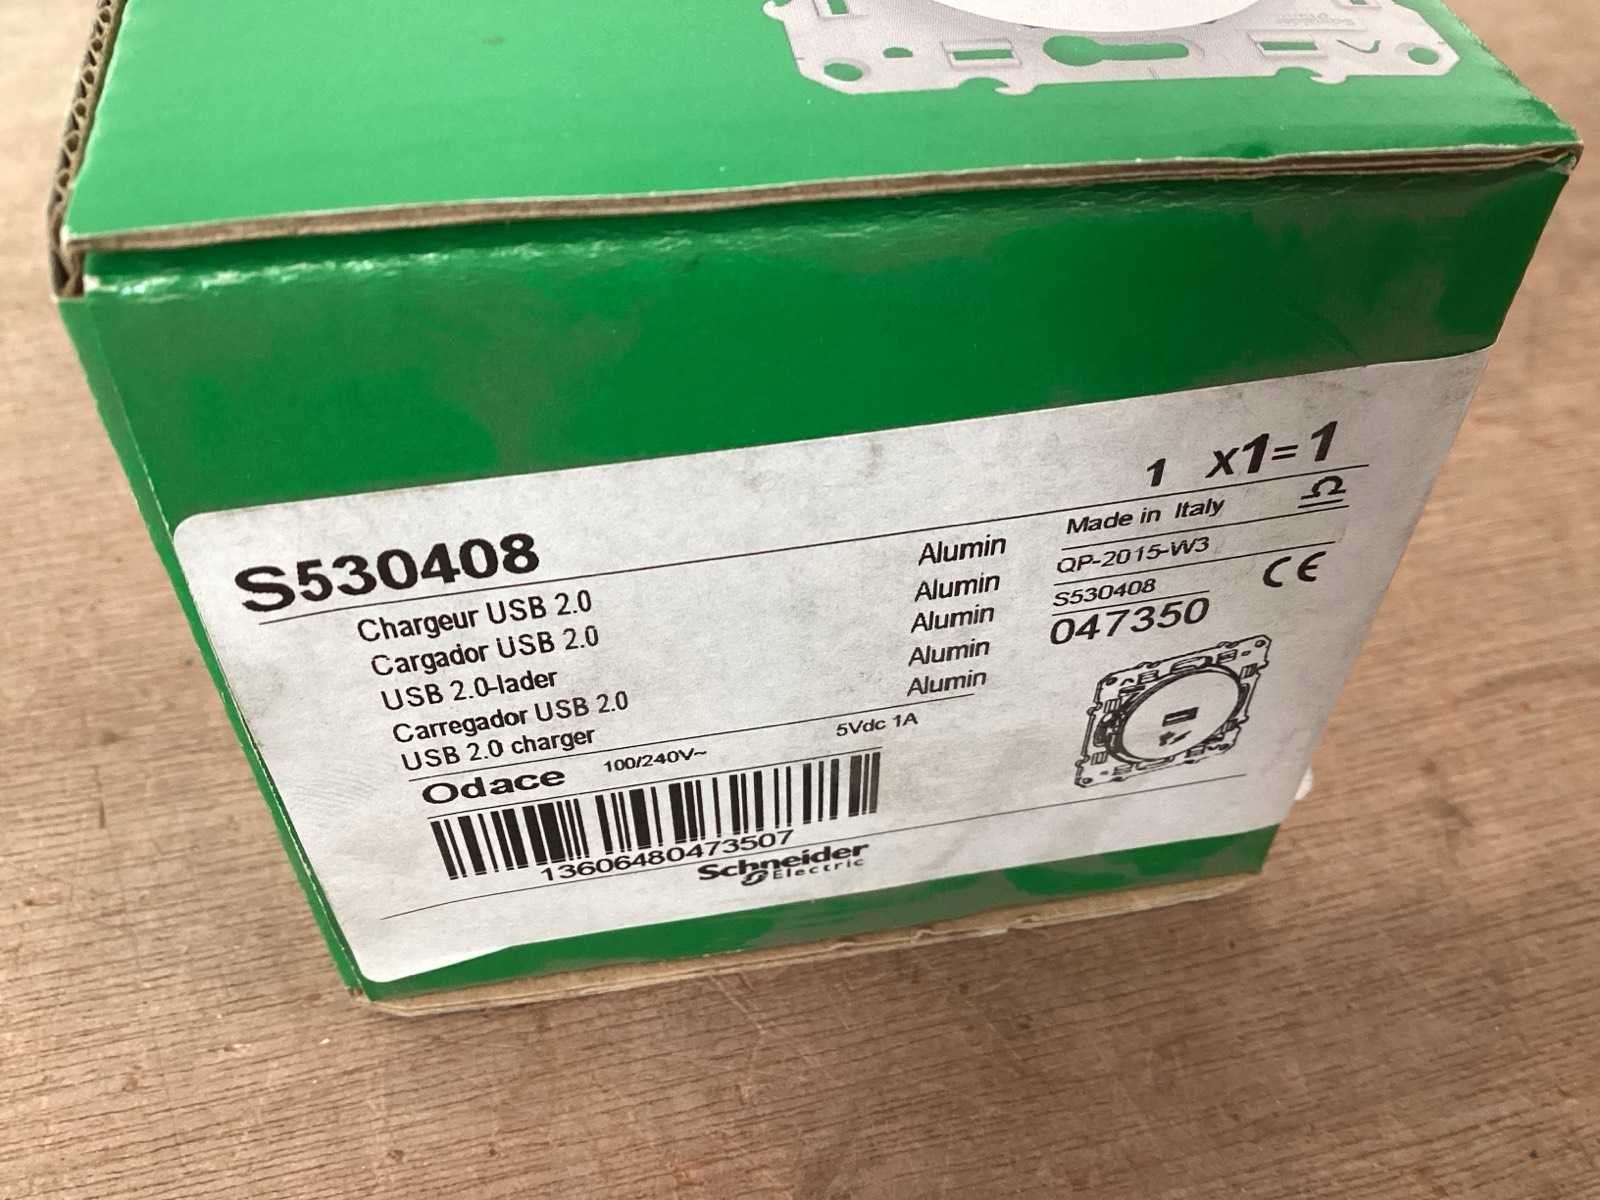 1 x1=1
S530408
Chargeur USB 2.0 Alumin
Cargador USB 2.0 Alumin
USB 2.0-lader Alumin
Carregador USB 2.0 Alumin
USB 2.0 charger Alumin
Made in Italy
QP-2015-W3
S530408
047350
CE
Odace 100/240V~ 5Vdc 1A
13606480473507
Schneider
Electric